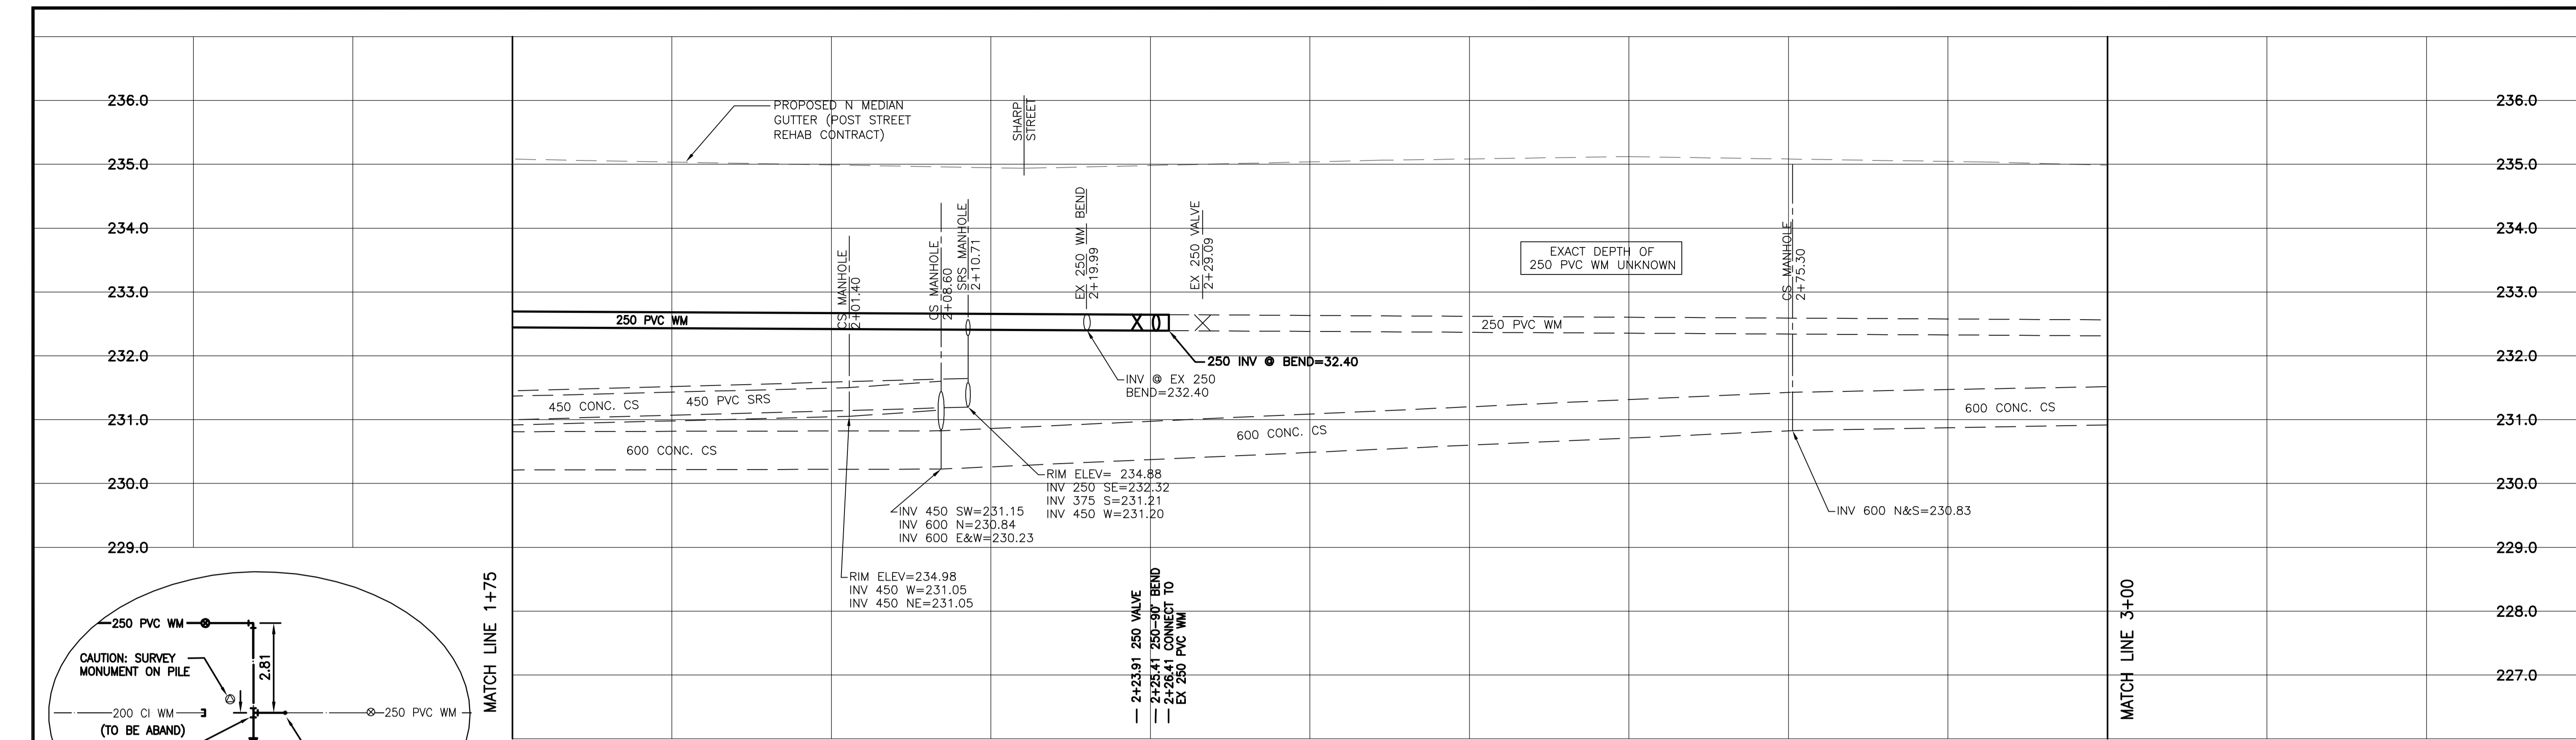 236.0
235.0
234.0
233.0
232.0
231.0
230.0
229.0
PROPOSED N MEDIAN
GUTTER (POST STREET
REHAB CONTRACT)
SHARP
STREET
CS MANHOLE
2+01.40
CS MANHOLE
2+08.60
SRS MANHOLE
2+10.71
EX 250 WM BEND
2+19.99
EX 250 VALVE
2+29.09
EXACT DEPTH OF
250 PVC WM UNKNOWN
CS MANHOLE
2+75.30
250 PVC WM
250 PVC WM
250 INV @ BEND=32.40
INV @ EX 250
BEND=232.40
450 CONC. CS
450 PVC SRS
600 CONC. CS
600 CONC. CS
600 CONC. CS
RIM ELEV= 234.88
INV 250 SE=232.32
INV 375 S=231.21
INV 450 W=231.20
INV 450 SW=231.15
INV 600 N=230.84
INV 600 E&W=230.23
INV 600 N&S=230.83
RIM ELEV=234.98
INV 450 W=231.05
INV 450 NE=231.05
MATCH LINE 1+75
2+23.91 250 VALVE
2+25.41 250-90° BEND
2+26.41 CONNECT TO
EX 250 PVC WM
MATCH LINE 3+00
236.0
235.0
234.0
233.0
232.0
231.0
230.0
229.0
228.0
227.0
250 PVC WM
CAUTION: SURVEY
MONUMENT ON PILE
2.81
200 CI WM
(TO BE ABAND)
250 PVC WM